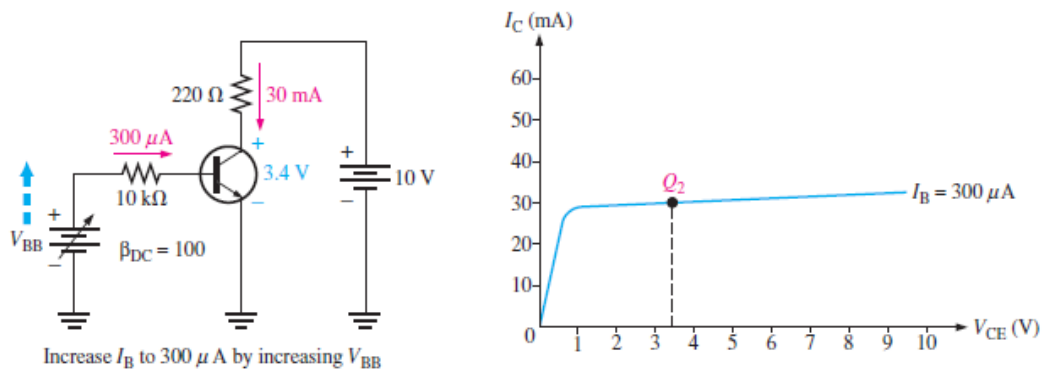 220 Ω
30 mA
300 μA
+
3.4 V
−
+
10 V
−
10 kΩ
+
V_BB
−
β_DC = 100
Increase I_B to 300 μA by increasing V_BB
I_C (mA)
60
50
40
30
20
10
0
Q_2
I_B = 300 μA
1 2 3 4 5 6 7 8 9 10
V_CE (V)